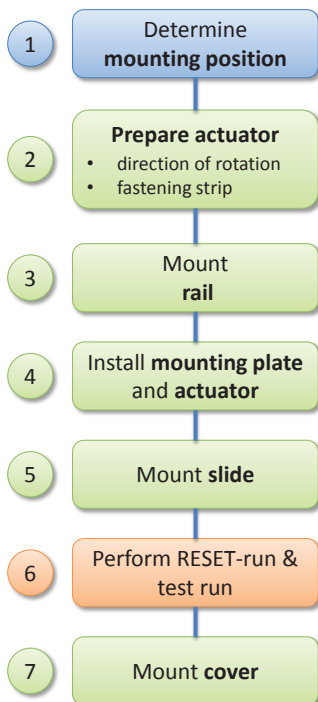 1
Determine
mounting position
2
Prepare actuator
• direction of rotation
• fastening strip
3
Mount
rail
4
Install mounting plate
and actuator
5
Mount slide
6
Perform RESET-run &
test run
7
Mount cover